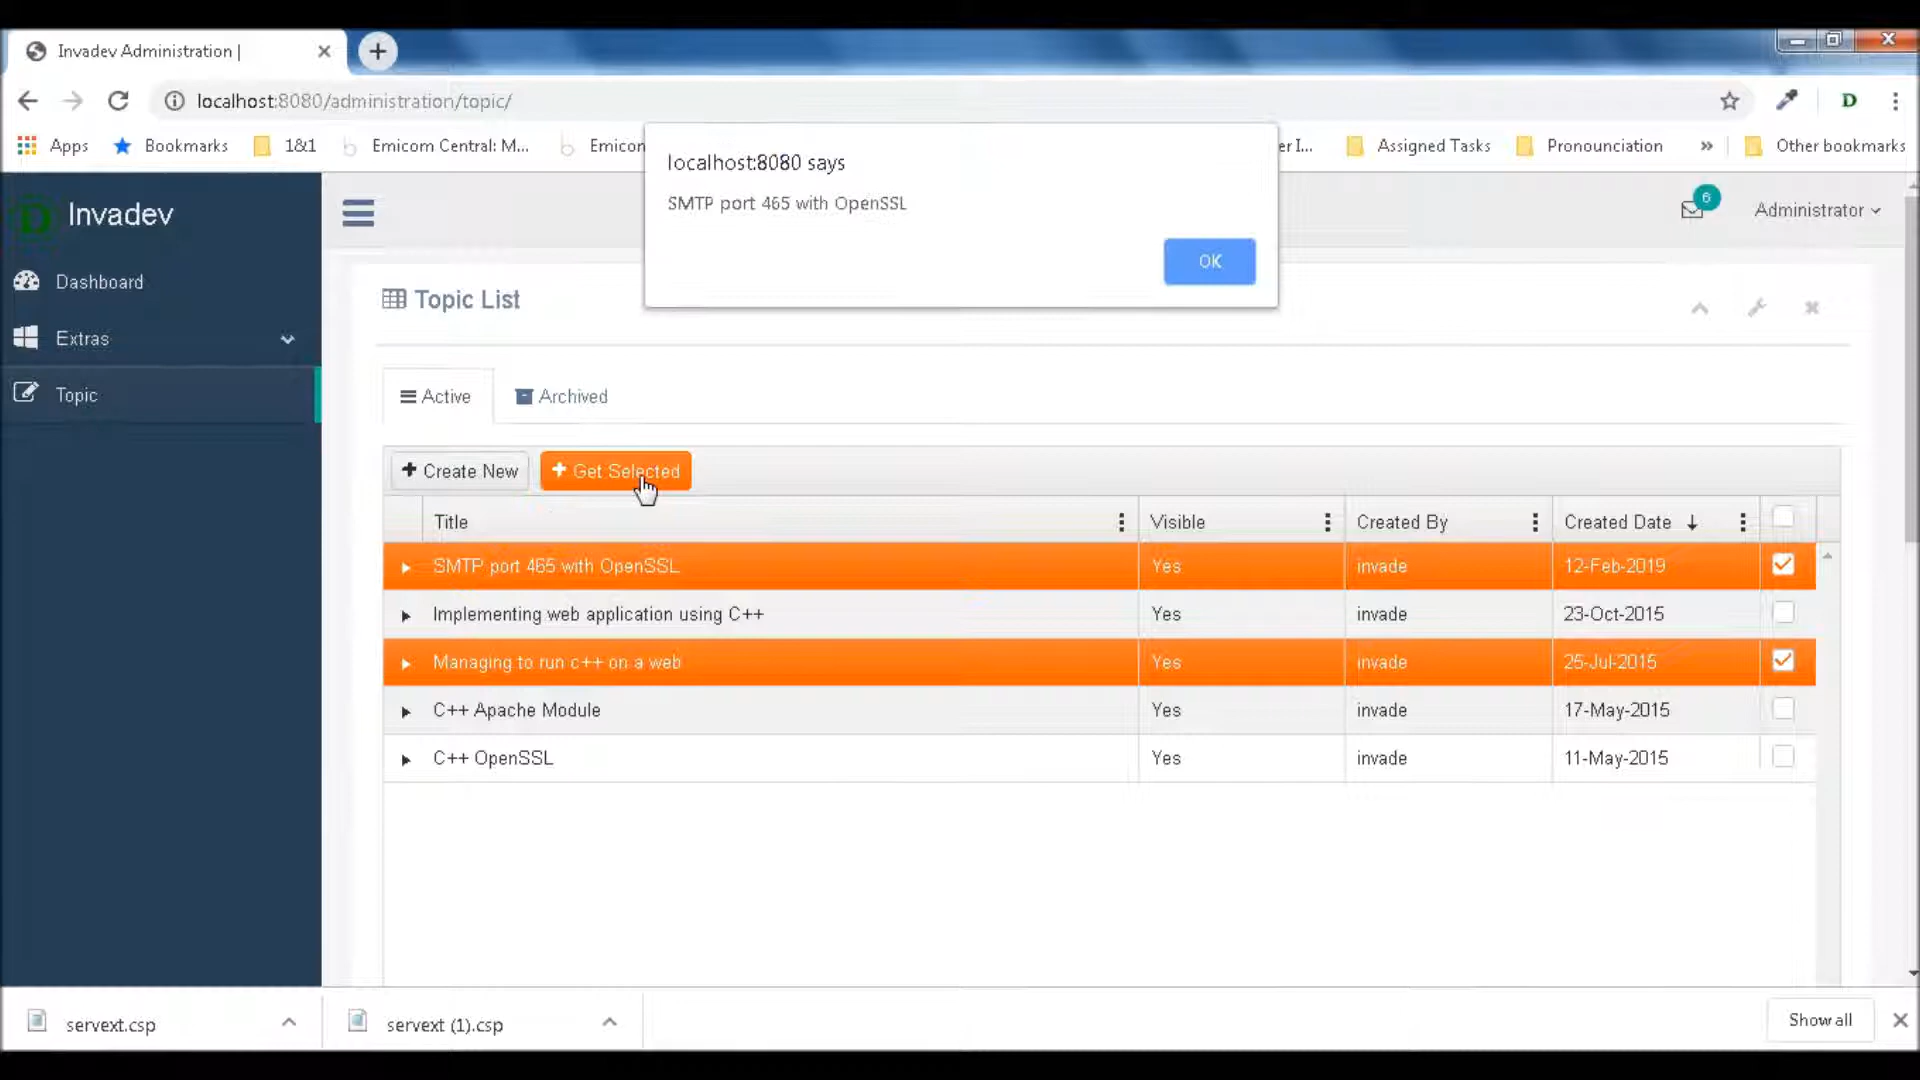 Invadev Administration |
localhost:8080/administration/topic/
D
Apps
Bookmarks
1&1
Emicom Central: M...
Emicon
er I...
Assigned Tasks
Pronounciation
»
Other bookmarks
localhost:8080 says
SMTP port 465 with OpenSSL
OK
D Invadev
6
Administrator
Dashboard
Extras
Topic
Topic List
Active
Archived
Create New
Get Selected
Title Visible Created By Created Date
SMTP port 465 with OpenSSL Yes invade 12-Feb-2019
Implementing web application using C++ Yes invade 23-Oct-2015
Managing to run c++ on a web Yes invade 25-Jul-2015
C++ Apache Module Yes invade 17-May-2015
C++ OpenSSL Yes invade 11-May-2015
servext.csp
servext (1).csp
Show all